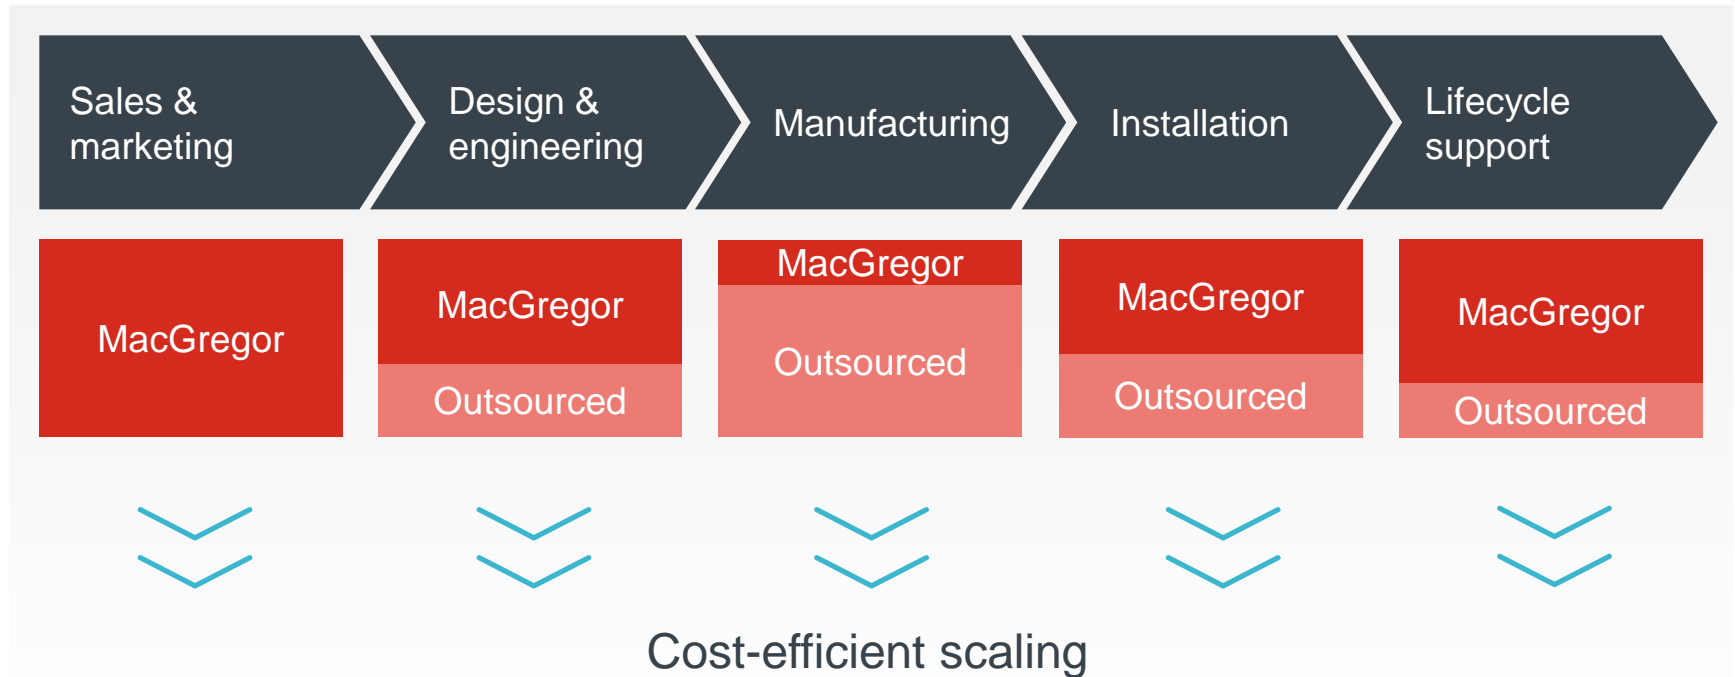 Sales &
marketing
Design &
engineering
Manufacturing
Installation
Lifecycle
support
MacGregor
MacGregor
Outsourced
MacGregor
Outsourced
MacGregor
Outsourced
MacGregor
Outsourced
Cost-efficient scaling